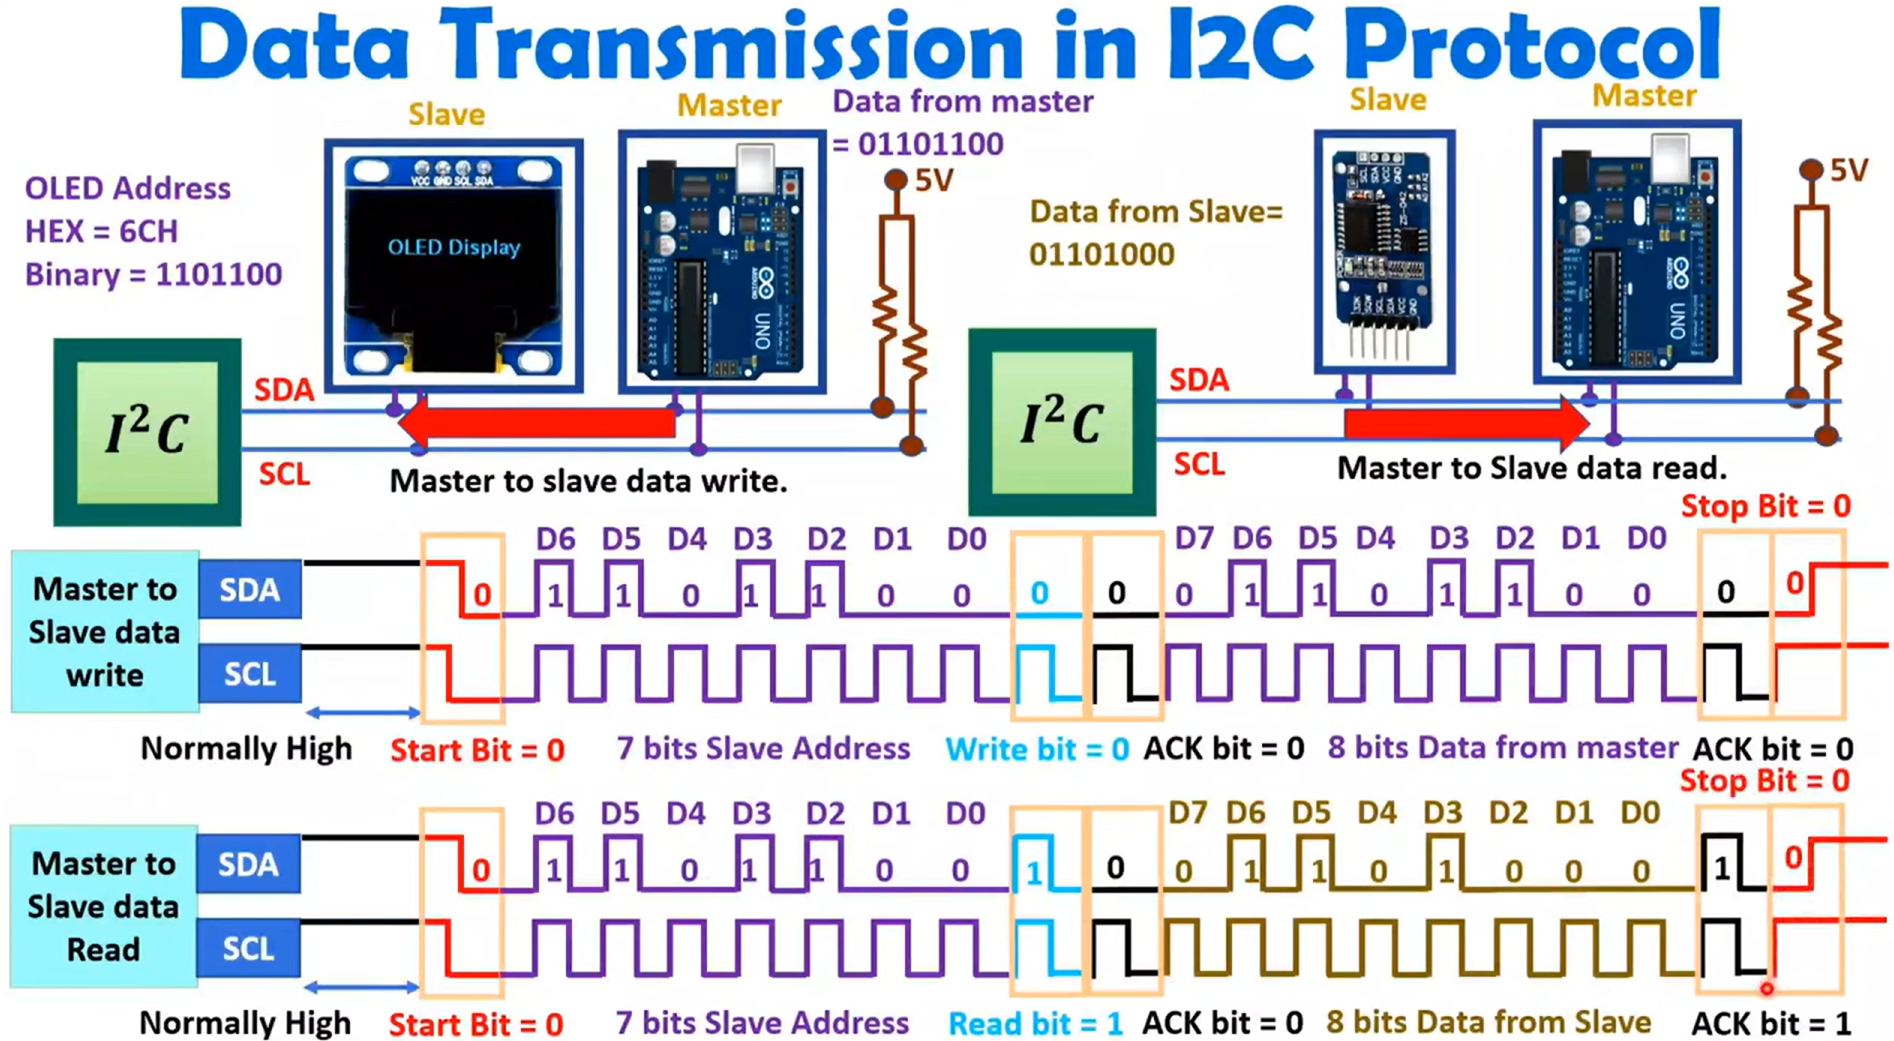 Data Transmission in I2C Protocol
Slave
Master
Data from master
= 01101100
OLED Address
HEX = 6CH
Binary = 1101100
VCC GND SCL SDA
OLED Display
UNO
5V
I²C
SDA
SCL
Master to slave data write.
Slave
Master
Data from Slave=
01101000
UNO
5V
I²C
SDA
SCL
Master to Slave data read.
Stop Bit = 0
D6 D5 D4 D3 D2 D1 D0 D7 D6 D5 D4 D3 D2 D1 D0
Master to
Slave data
write
SDA
0 1 1 0 1 1 0 0 0 0 0 1 1 0 1 1 0 0 0 0
SCL
Normally High Start Bit = 0 7 bits Slave Address Write bit = 0 ACK bit = 0 8 bits Data from master ACK bit = 0
Stop Bit = 0
D6 D5 D4 D3 D2 D1 D0 D7 D6 D5 D4 D3 D2 D1 D0
Master to
Slave data
Read
SDA
0 1 1 0 1 1 0 0 1 0 0 1 1 0 1 0 0 0 1 0
SCL
Normally High Start Bit = 0 7 bits Slave Address Read bit = 1 ACK bit = 0 8 bits Data from Slave ACK bit = 1